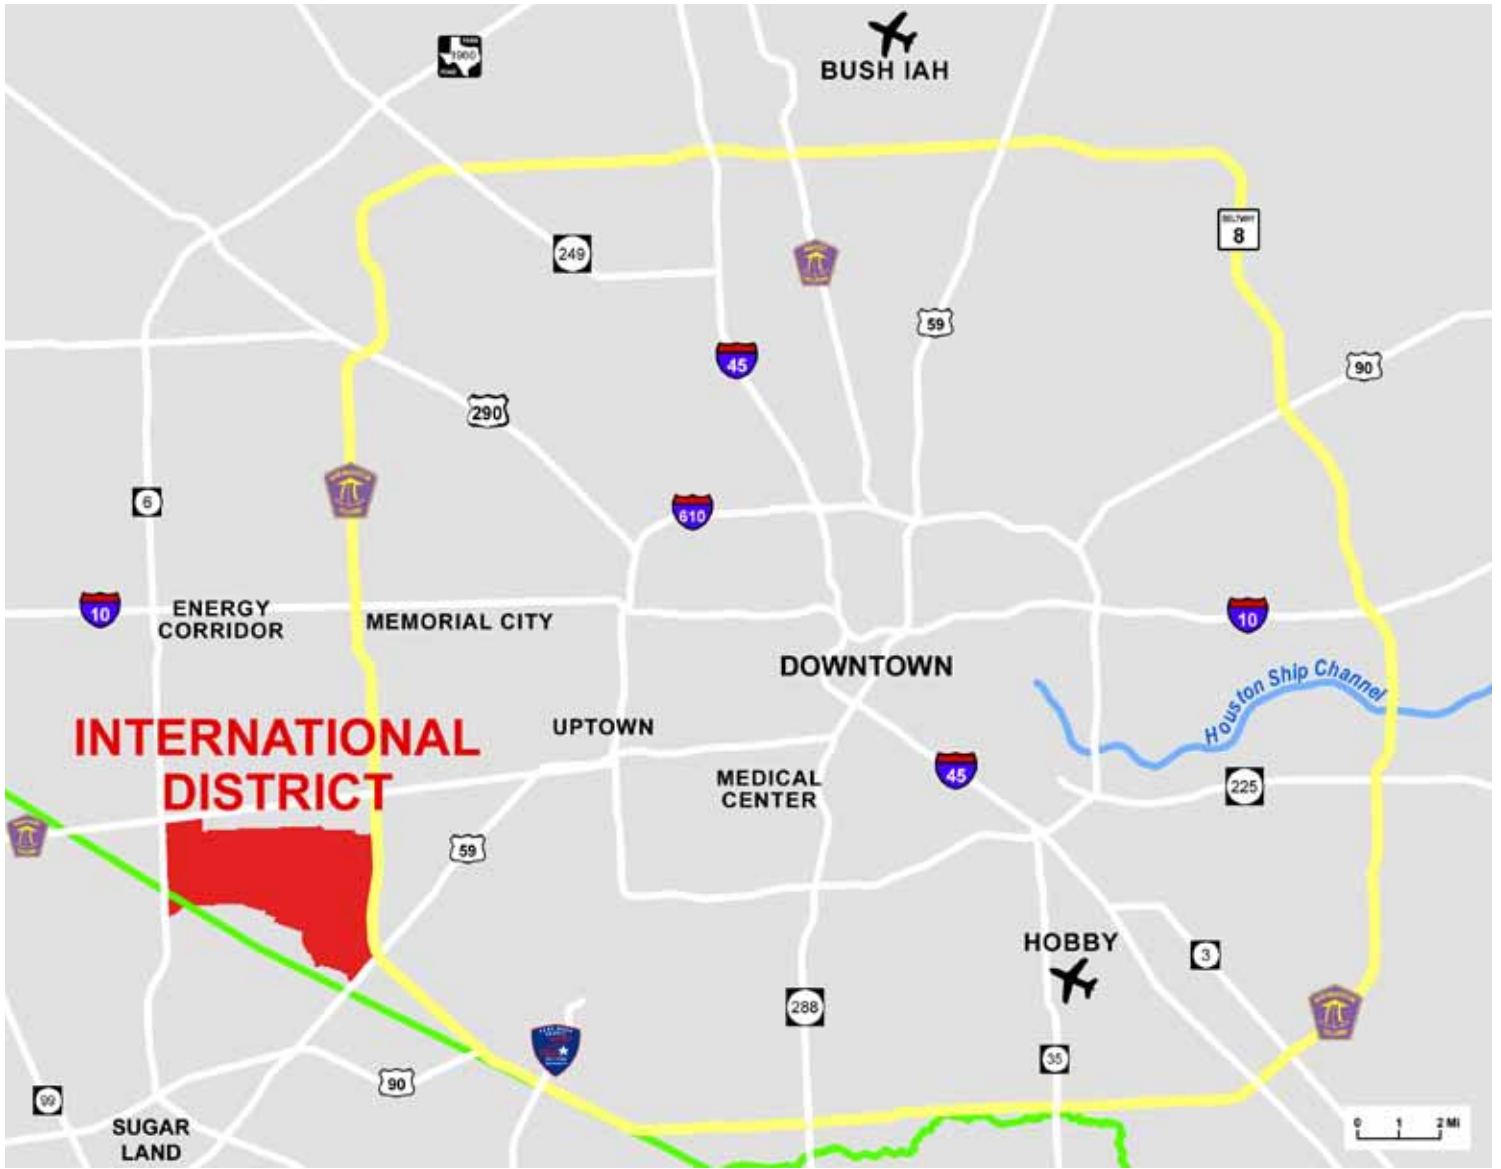 BUSH IAH
1960
BELTWAY
8
249
59
45
90
290
6
610
10
ENERGY
CORRIDOR
MEMORIAL CITY
10
DOWNTOWN
Houston Ship Channel
INTERNATIONAL
DISTRICT
UPTOWN
MEDICAL
CENTER
45
225
59
HOBBY
3
288
35
90
99
SUGAR
LAND
0 1 2 Mi